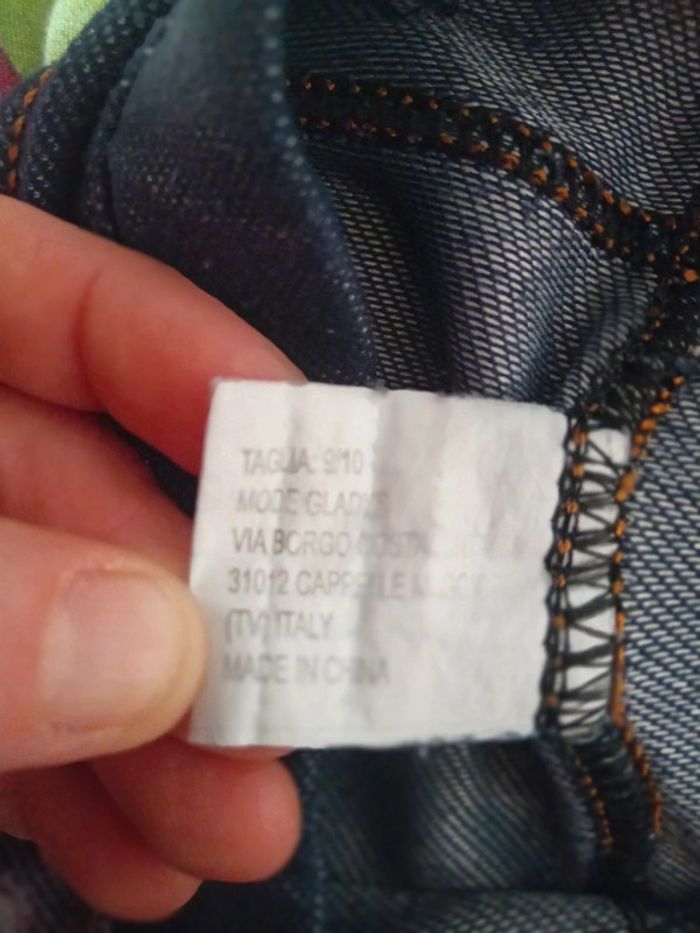 TAGLIA: 9/10
MODE GLADYS
VIA BORGO
31012
(TV) ITALY
MADE IN CHINA